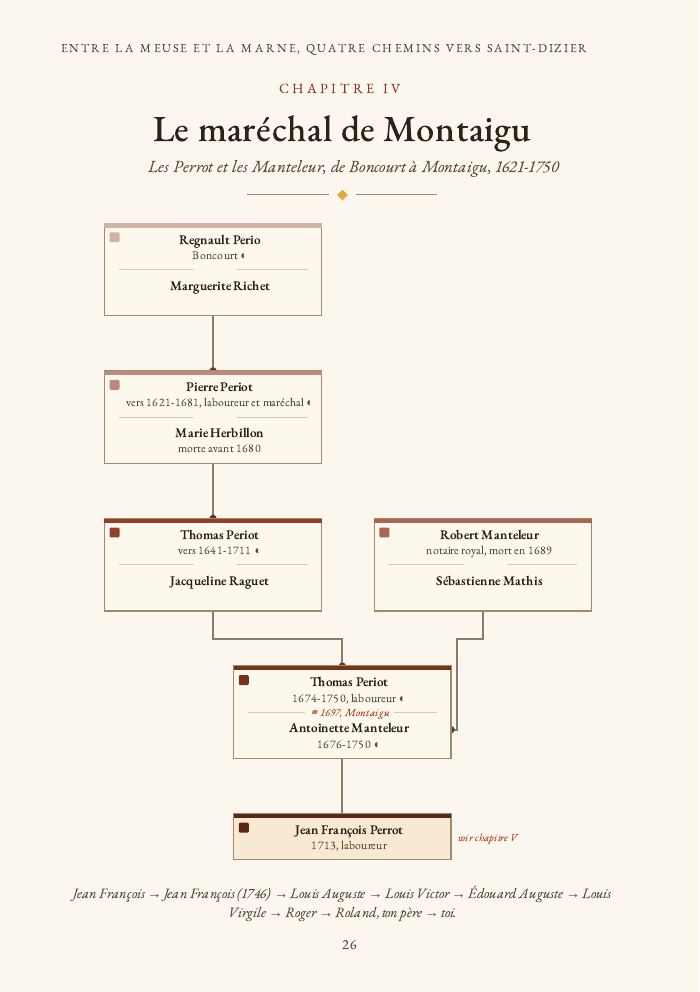 ENTRE LA MEUSE ET LA MARNE, QUATRE CHEMINS VERS SAINT-DIZIER
CHAPITRE IV
Le maréchal de Montaigu
Les Perrot et les Manteleur, de Boncourt à Montaigu, 1621-1750
Regnault Perio
Boncourt
Marguerite Richet
Pierre Periot
vers 1621-1681, laboureur et maréchal
Marie Herbillon
morte avant 1680
Thomas Periot
vers 1641-1711
Jacqueline Raguet
Robert Manteleur
notaire royal, mort en 1689
Sébastienne Mathis
Thomas Periot
1674-1750, laboureur
⚭ 1697, Montaigu
Antoinette Manteleur
1676-1750
Jean François Perrot
1713, laboureur
voir chapitre V
Jean François → Jean François (1746) → Louis Auguste → Louis Victor → Édouard Auguste → Louis
Virgile → Roger → Roland, ton père → toi.
26